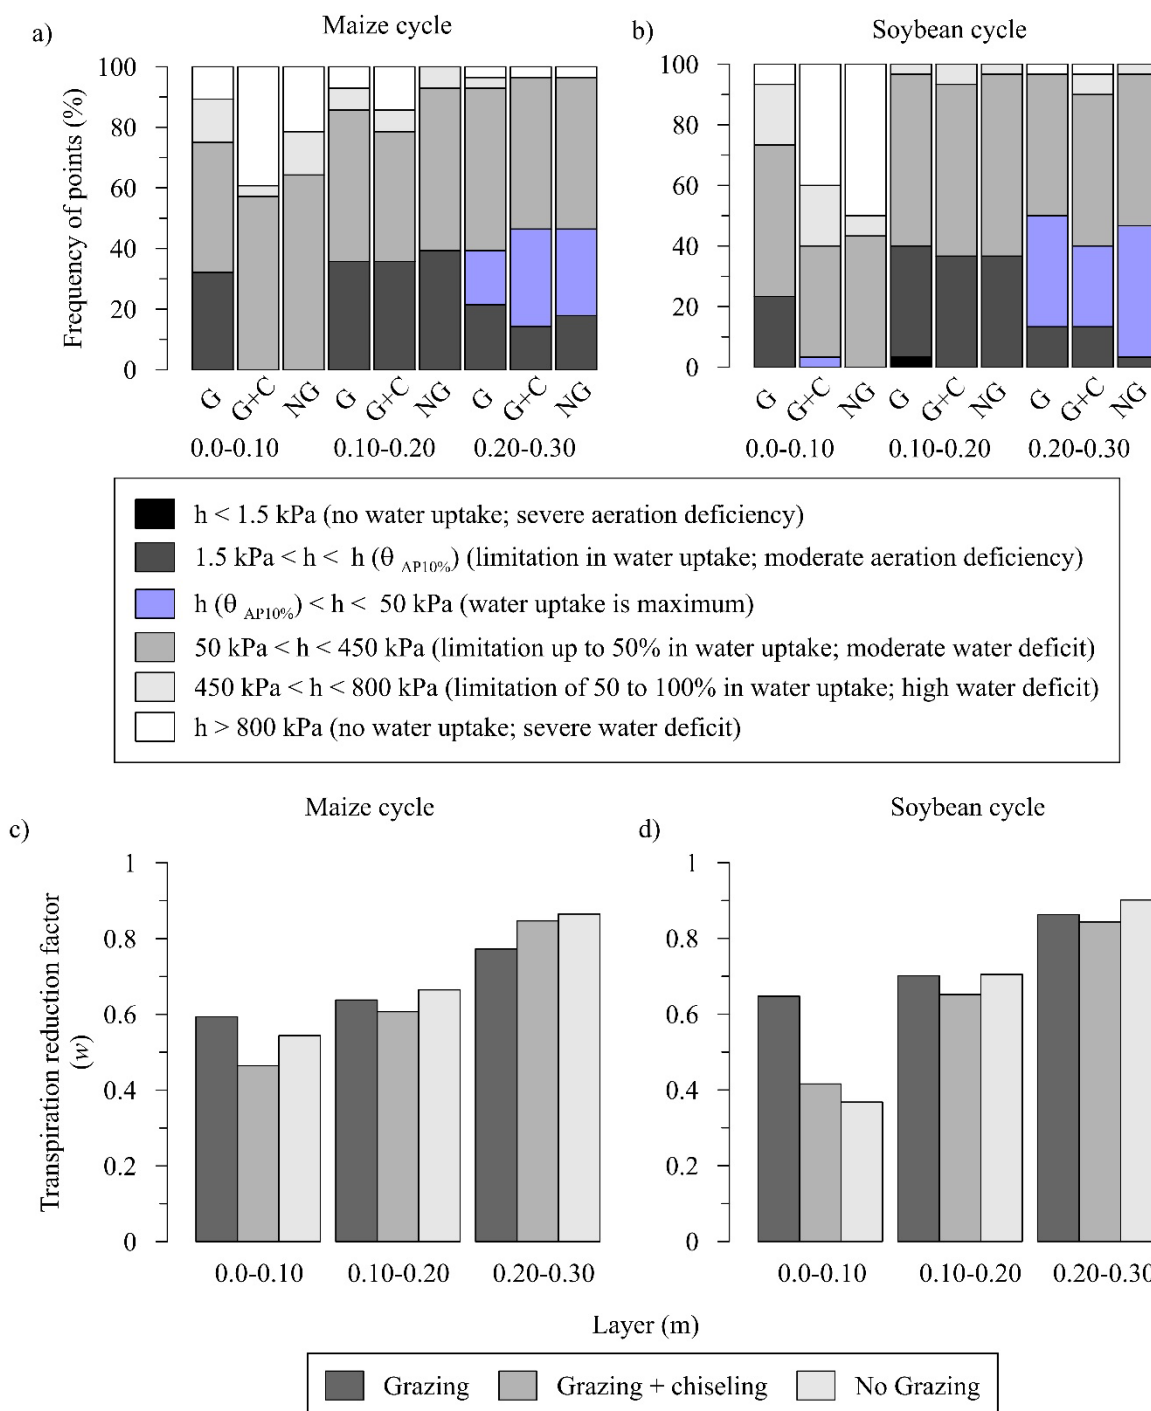 a)
Maize cycle
b)
Soybean cycle
Frequency of points (%)
100
80
60
40
20
0
100
80
60
40
20
0
G
G+C
NG
G
G+C
NG
G
G+C
NG
G
G+C
NG
G
G+C
NG
G
G+C
NG
0.0-0.10
0.10-0.20
0.20-0.30
0.0-0.10
0.10-0.20
0.20-0.30
h < 1.5 kPa (no water uptake; severe aeration deficiency)
1.5 kPa < h < h (θ AP10%) (limitation in water uptake; moderate aeration deficiency)
h (θ AP10%) < h < 50 kPa (water uptake is maximum)
50 kPa < h < 450 kPa (limitation up to 50% in water uptake; moderate water deficit)
450 kPa < h < 800 kPa (limitation of 50 to 100% in water uptake; high water deficit)
h > 800 kPa (no water uptake; severe water deficit)
c)
Maize cycle
d)
Soybean cycle
Transpiration reduction factor
(w)
1
0.8
0.6
0.4
0.2
0
1
0.8
0.6
0.4
0.2
0
0.0-0.10
0.10-0.20
0.20-0.30
0.0-0.10
0.10-0.20
0.20-0.30
Layer (m)
Grazing
Grazing + chiseling
No Grazing